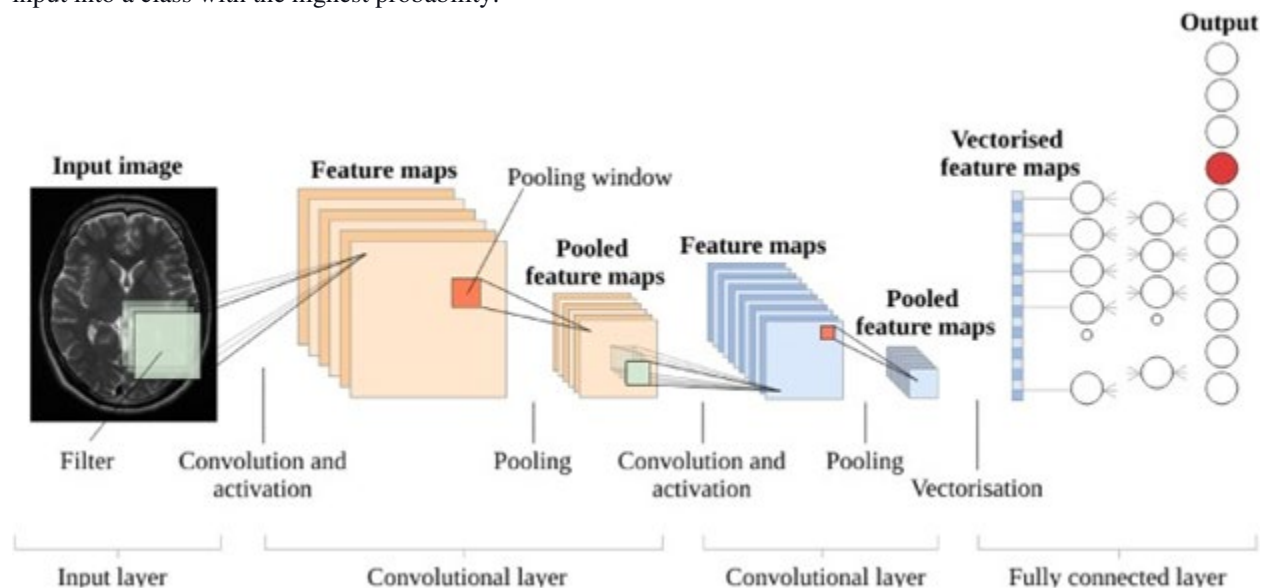 input into a class with the highest probability.
Output
Vectorised
feature maps
Input image
Feature maps
Pooling window
Pooled
feature maps
Feature maps
Pooled
feature maps
Filter
Convolution and
activation
Pooling
Convolution and
activation
Pooling
Vectorisation
Input layer
Convolutional layer
Convolutional layer
Fully connected layer